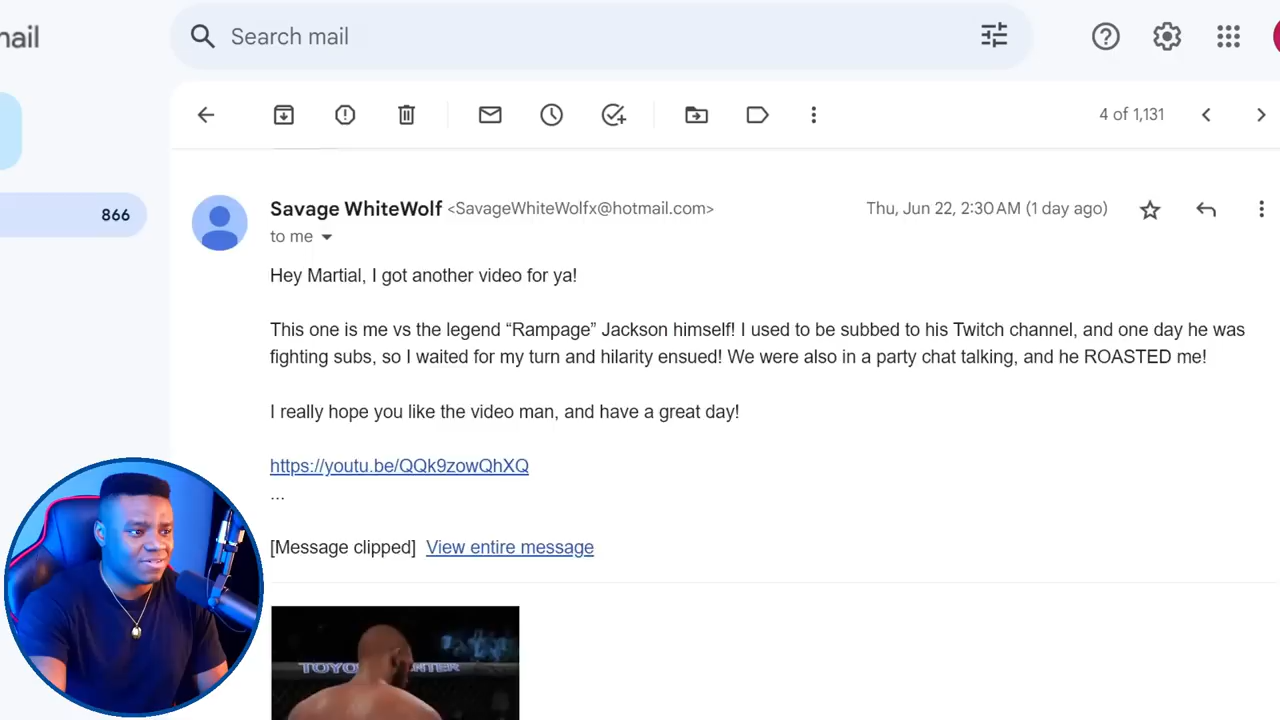 mail
Search mail
4 of 1,131
866
Savage WhiteWolf <SavageWhiteWolfx@hotmail.com>
Thu, Jun 22, 2:30 AM (1 day ago)
to me
Hey Martial, I got another video for ya!
This one is me vs the legend “Rampage” Jackson himself! I used to be subbed to his Twitch channel, and one day he was
fighting subs, so I waited for my turn and hilarity ensued! We were also in a party chat talking, and he ROASTED me!
I really hope you like the video man, and have a great day!
https://youtu.be/QQk9zowQhXQ
...
[Message clipped] View entire message